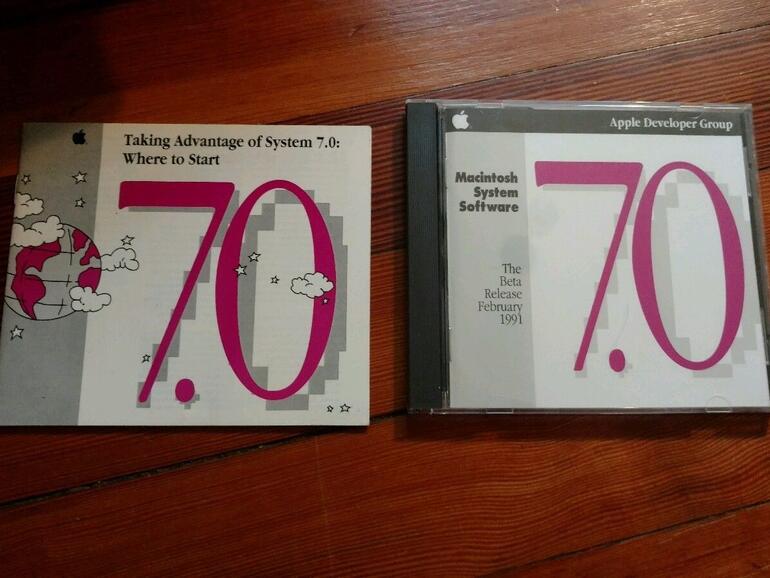 Taking Advantage of System 7.0:
Where to Start
7.0
Apple Developer Group
Macintosh
System
Software
The
Beta
Release
February
1991
7.0